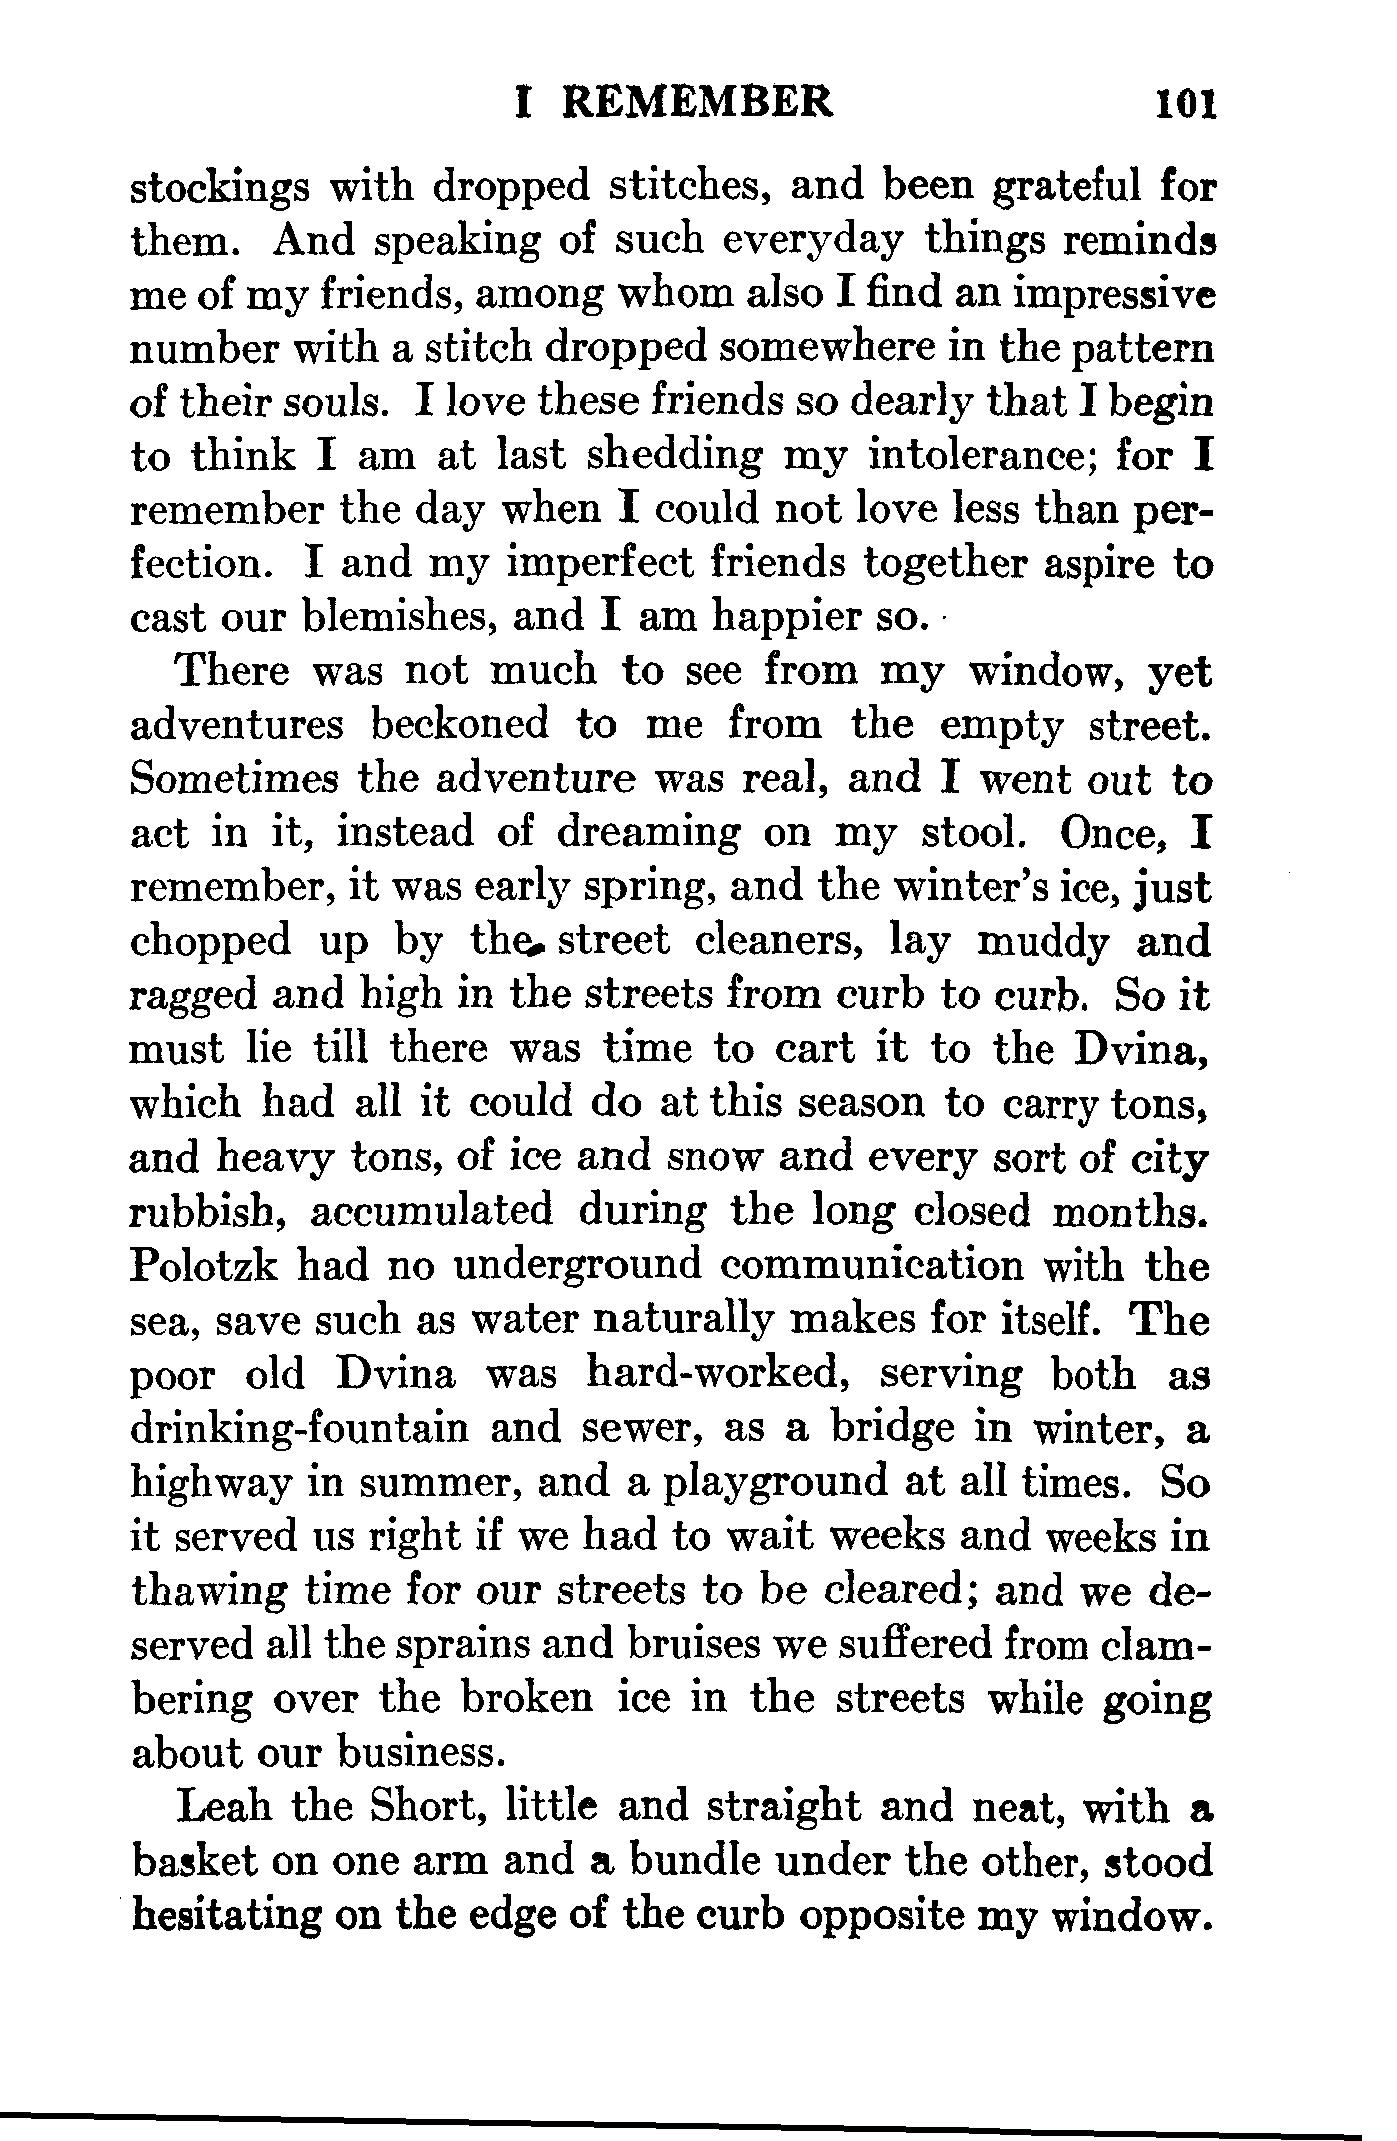 I REMEMBER 101
stockings with dropped stitches, and been grateful for
them. And speaking of such everyday things reminds
me of my friends, among whom also I find an impressive
number with a stitch dropped somewhere in the pattern
of their souls. I love these friends so dearly that I begin
to think I am at last shedding my intolerance; for I
remember the day when I could not love less than per-
fection. I and my imperfect friends together aspire to
cast our blemishes, and I am happier so.
There was not much to see from my window, yet
adventures beckoned to me from the empty street.
Sometimes the adventure was real, and I went out to
act in it, instead of dreaming on my stool. Once, I
remember, it was early spring, and the winter's ice, just
chopped up by the street cleaners, lay muddy and
ragged and high in the streets from curb to curb. So it
must lie till there was time to cart it to the Dvina,
which had all it could do at this season to carry tons,
and heavy tons, of ice and snow and every sort of city
rubbish, accumulated during the long closed months.
Polotzk had no underground communication with the
sea, save such as water naturally makes for itself. The
poor old Dvina was hard-worked, serving both as
drinking-fountain and sewer, as a bridge in winter, a
highway in summer, and a playground at all times. So
it served us right if we had to wait weeks and weeks in
thawing time for our streets to be cleared; and we de-
served all the sprains and bruises we suffered from clam-
bering over the broken ice in the streets while going
about our business.
Leah the Short, little and straight and neat, with a
basket on one arm and a bundle under the other, stood
hesitating on the edge of the curb opposite my window.